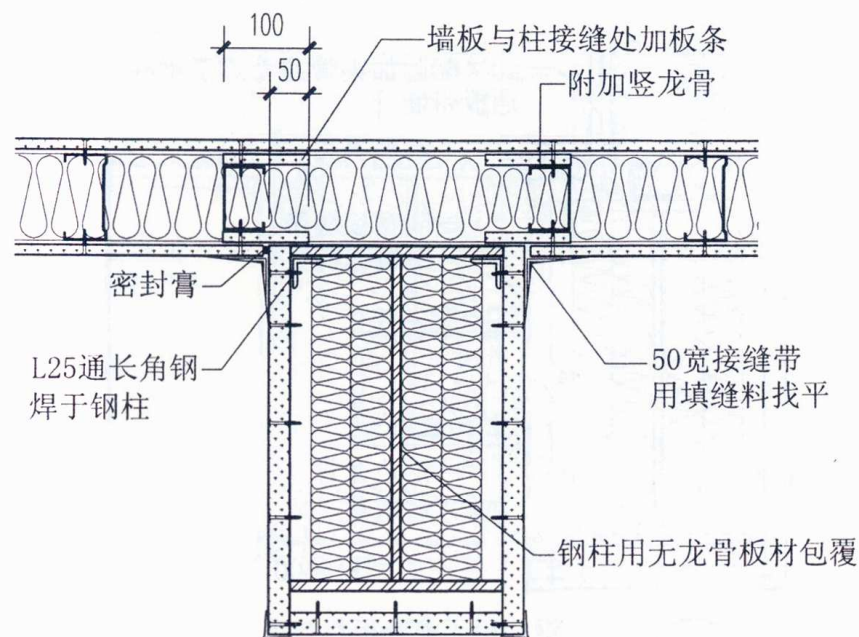 100
墙板与柱接缝处加板条
50
附加竖龙骨
密封膏
L25通长角钢
焊于钢柱
50宽接缝带
用填缝料找平
钢柱用无龙骨板材包覆